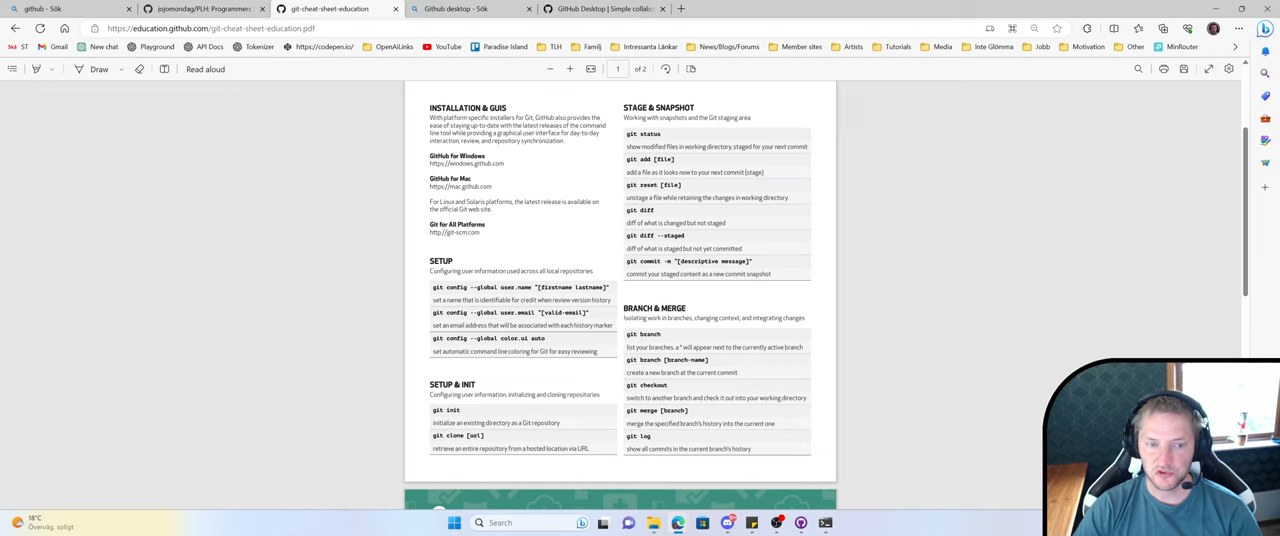 github - Sök
jojomondag/PLH: Programmers L
git-cheat-sheet-education
Github desktop - Sök
GitHub Desktop | Simple collabo
https://education.github.com/git-cheat-sheet-education.pdf
Skd ST
Gmail
New chat
Playground
API Docs
Tokenizer
https://codepen.io/
OpenAiLinks
YouTube
Paradise Island
TLH
Familj
Intressanta Länkar
News/Blogs/Forums
Member sites
Artists
Tutorials
Media
Inte Glömma
Jobb
Motivation
Other
MinRouter
Draw
Read aloud
1 of 2
INSTALLATION & GUIS
With platform specific installers for Git, GitHub also provides the
ease of staying up-to-date with the latest releases of the command
line tool while providing a graphical user interface for day-to-day
interaction, review, and repository synchronization.
GitHub for Windows
https://windows.github.com
GitHub for Mac
https://mac.github.com
For Linux and Solaris platforms, the latest release is available on
the official Git web site.
Git for All Platforms
http://git-scm.com
SETUP
Configuring user information used across all local repositories
git config --global user.name "[firstname lastname]"
set a name that is identifiable for credit when review version history
git config --global user.email "[valid-email]"
set an email address that will be associated with each history marker
git config --global color.ui auto
set automatic command line coloring for Git for easy reviewing
SETUP & INIT
Configuring user information, initializing and cloning repositories
git init
initialize an existing directory as a Git repository
git clone [url]
retrieve an entire repository from a hosted location via URL
STAGE & SNAPSHOT
Working with snapshots and the Git staging area
git status
show modified files in working directory, staged for your next commit
git add [file]
add a file as it looks now to your next commit (stage)
git reset [file]
unstage a file while retaining the changes in working directory
git diff
diff of what is changed but not staged
git diff --staged
diff of what is staged but not yet committed
git commit -m "[descriptive message]"
commit your staged content as a new commit snapshot
BRANCH & MERGE
Isolating work in branches, changing context, and integrating changes
git branch
list your branches. a * will appear next to the currently active branch
git branch [branch-name]
create a new branch at the current commit
git checkout
switch to another branch and check it out into your working directory
git merge [branch]
merge the specified branch's history into the current one
git log
show all commits in the current branch's history
18°C
Överväg. soligt
Search